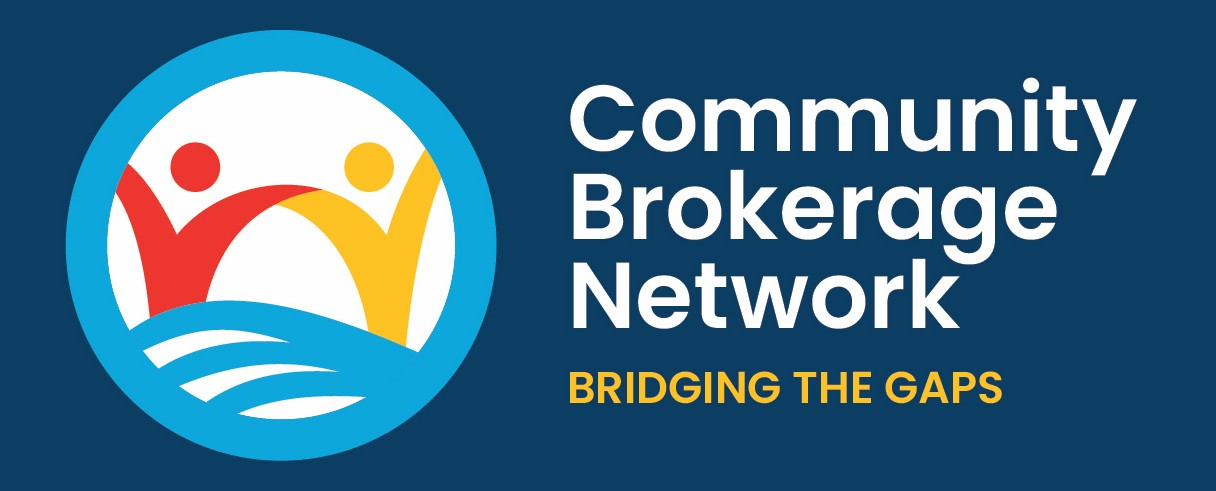 Community
Brokerage
Network
BRIDGING THE GAPS